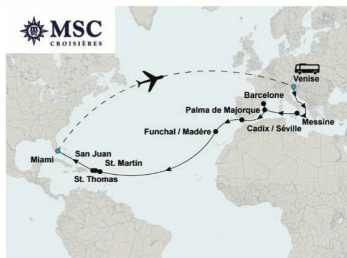 MSC
CROISIÈRES
Venise
Barcelone
Palma de Majorque
Messine
Cadix / Séville
Funchal / Madère
San Juan
St. Martin
Miami
St. Thomas